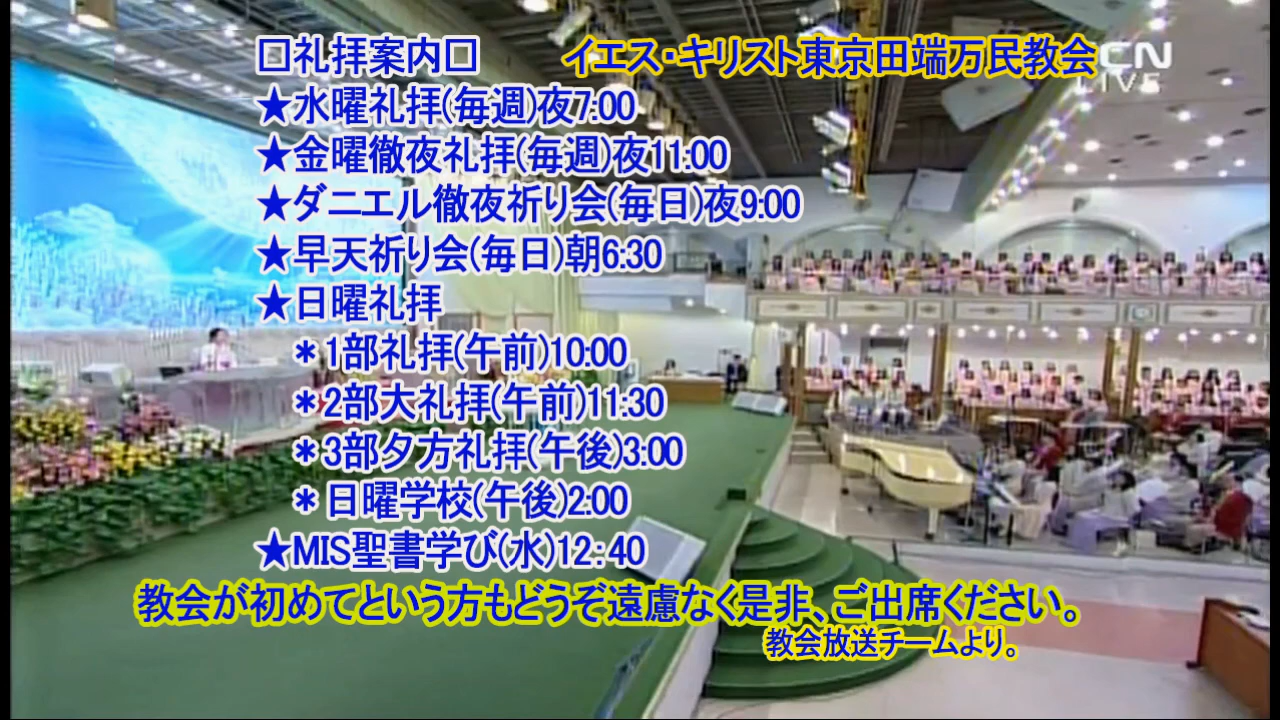 □礼拝案内□ イエス・キリスト東京田端万民教会 CN
LIVE
★水曜礼拝(毎週)夜7:00
★金曜徹夜礼拝(毎週)夜11:00
★ダニエル徹夜祈り会(毎日)夜9:00
★早天祈り会(毎日)朝6:30
★日曜礼拝
＊1部礼拝(午前)10:00
＊2部大礼拝(午前)11:30
＊3部夕方礼拝(午後)3:00
＊日曜学校(午後)2:00
★MIS聖書学び(水)12:40
教会が初めてという方もどうぞ遠慮なく是非、ご出席ください。
教会放送チームより。